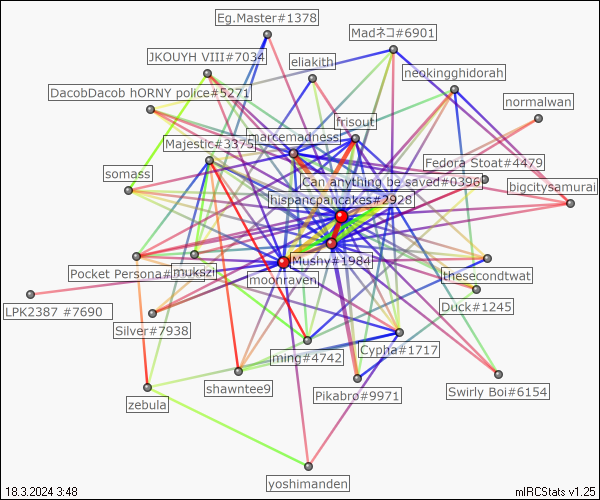 Eg.Master#1378
Madネコ#6901
JKOUYH VIII#7034
eliakith
neokingghidorah
DacobDacob hORNY police#5271
normalwan
frisout
marcemadness
Majestic#3375
Fedora Stoat#4479
somass
Can anything be saved#0396
bigcitysamurai
hispancpancakes#2928
Mushy#1984
Pocket Persona#
mukszi
moonraven
thesecondtwat
LPK2387 #7690
Duck#1245
Silver#7938
ming#4742
Cypha#1717
shawntee9
Pikabro#9971
Swirly Boi#6154
zebula
yoshimanden
18.3.2024 3:48
mIRCStats v1.25